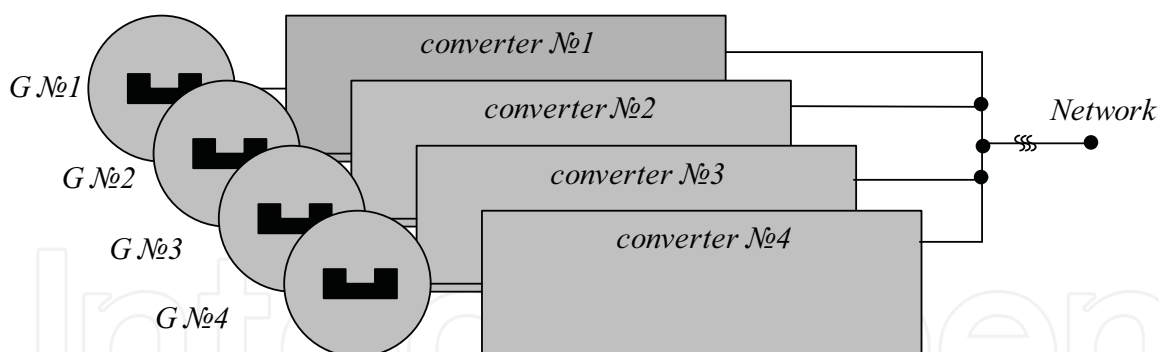 converter №1
G №1
converter №2
Network
converter №3
G №2
converter №4
G №3
G №4